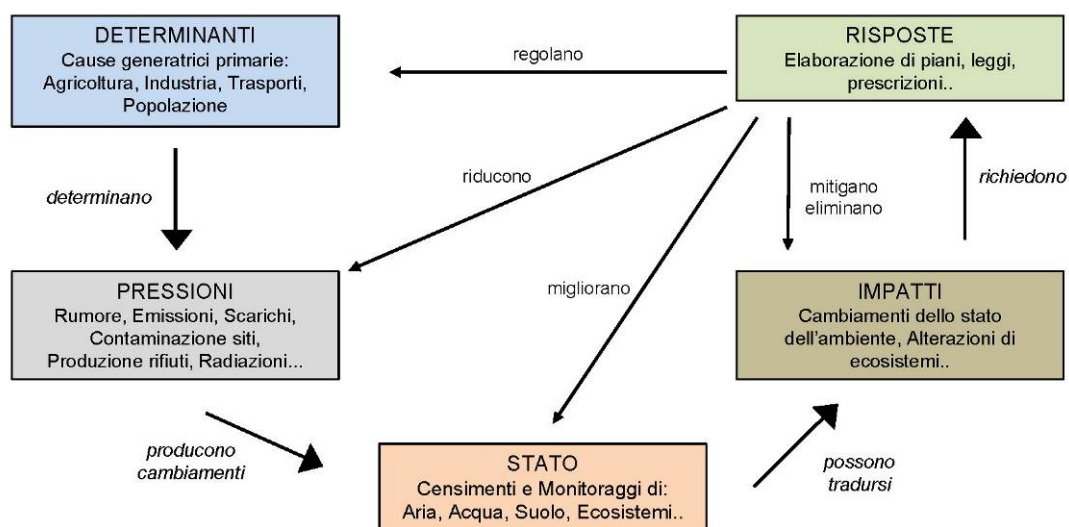 DETERMINANTI
Cause generatrici primarie:
Agricoltura, Industria, Trasporti,
Popolazione
regolano
RISPOSTE
Elaborazione di piani, leggi,
prescrizioni..
determinano
riducono
mitigano
eliminano
richiedono
PRESSIONI
Rumore, Emissioni, Scarichi,
Contaminazione siti,
Produzione rifiuti, Radiazioni...
migliorano
IMPATTI
Cambiamenti dello stato
dell'ambiente, Alterazioni di
ecosistemi..
producono
cambiamenti
STATO
Censimenti e Monitoraggi di:
Aria, Acqua, Suolo, Ecosistemi..
possono
tradursi